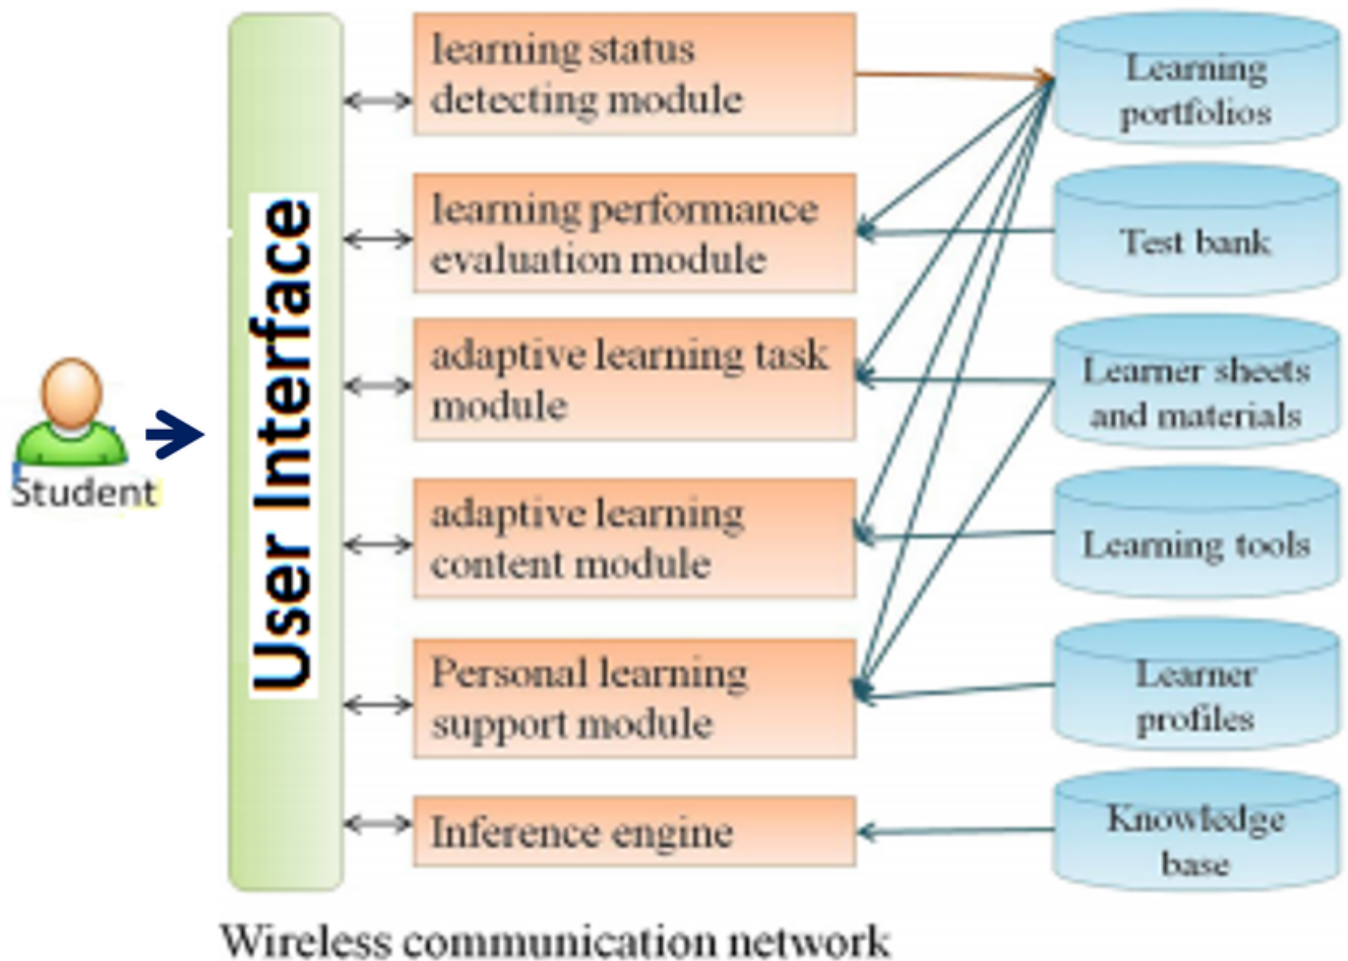 Student
User Interface
learning status
detecting module
learning performance
evaluation module
adaptive learning task
module
adaptive learning
content module
Personal learning
support module
Inference engine
Learning
portfolios
Test bank
Learner sheets
and materials
Learning tools
Learner
profiles
Knowledge
base
Wireless communication network